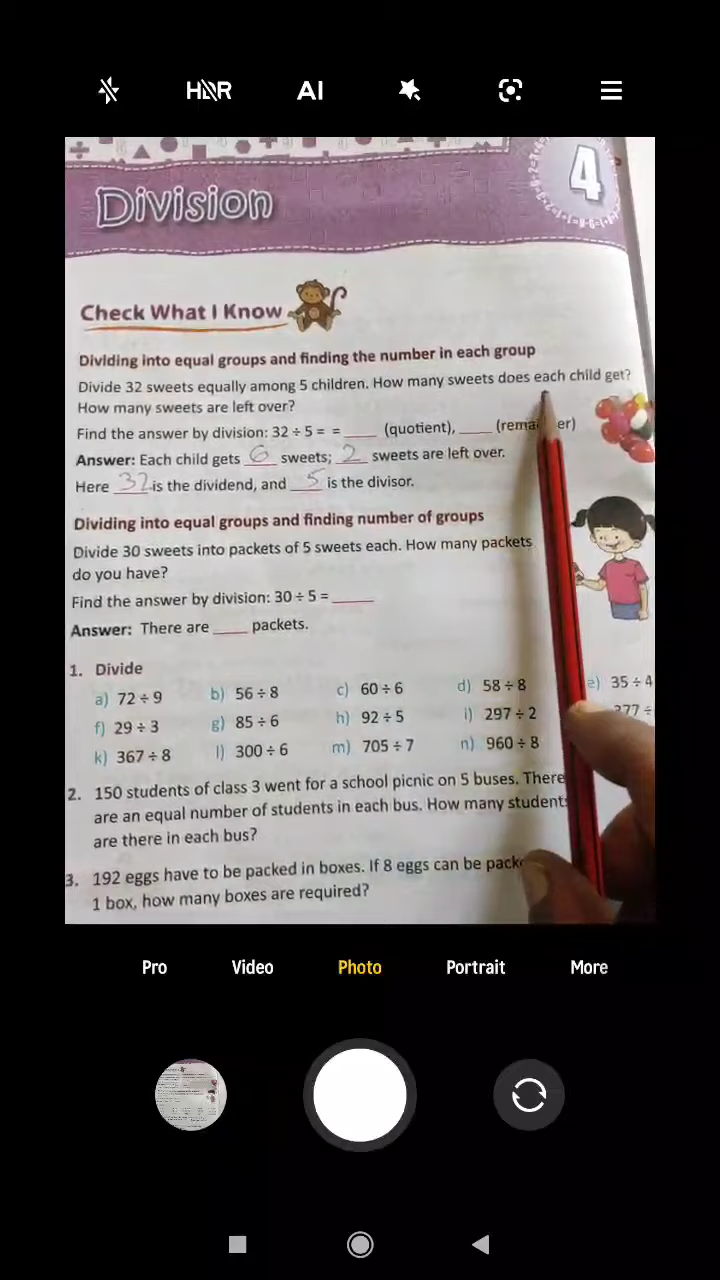 HDR
AI
Division
4
Check What I Know
Dividing into equal groups and finding the number in each group
Divide 32 sweets equally among 5 children. How many sweets does each child get?
How many sweets are left over?
Find the answer by division: 32 ÷ 5 = = ____ (quotient), ____ (rema er)
Answer: Each child gets 6 sweets; 2 sweets are left over.
Here 32 is the dividend, and 5 is the divisor.
Dividing into equal groups and finding number of groups
Divide 30 sweets into packets of 5 sweets each. How many packets
do you have?
Find the answer by division: 30 ÷ 5 = ____
Answer: There are ____ packets.
1. Divide
a) 72 ÷ 9 b) 56 ÷ 8 c) 60 ÷ 6 d) 58 ÷ 8 e) 35 ÷ 4
f) 29 ÷ 3 g) 85 ÷ 6 h) 92 ÷ 5 i) 297 ÷ 2 377 ÷
k) 367 ÷ 8 l) 300 ÷ 6 m) 705 ÷ 7 n) 960 ÷ 8
2. 150 students of class 3 went for a school picnic on 5 buses. There
are an equal number of students in each bus. How many student
are there in each bus?
3. 192 eggs have to be packed in boxes. If 8 eggs can be pack
1 box, how many boxes are required?
Pro Video Photo Portrait More